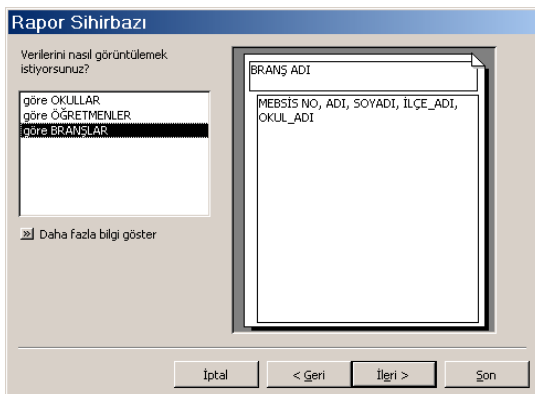 Rapor Sihirbazı
Verilerini nasıl görüntülemek
istiyorsunuz?
göre OKULLAR
göre ÖĞRETMENLER
göre BRANŞLAR
Daha fazla bilgi göster
BRANŞ ADI
MEBSİS NO, ADI, SOYADI, İLÇE_ADI,
OKUL_ADI
İptal
< Geri
İleri >
Son